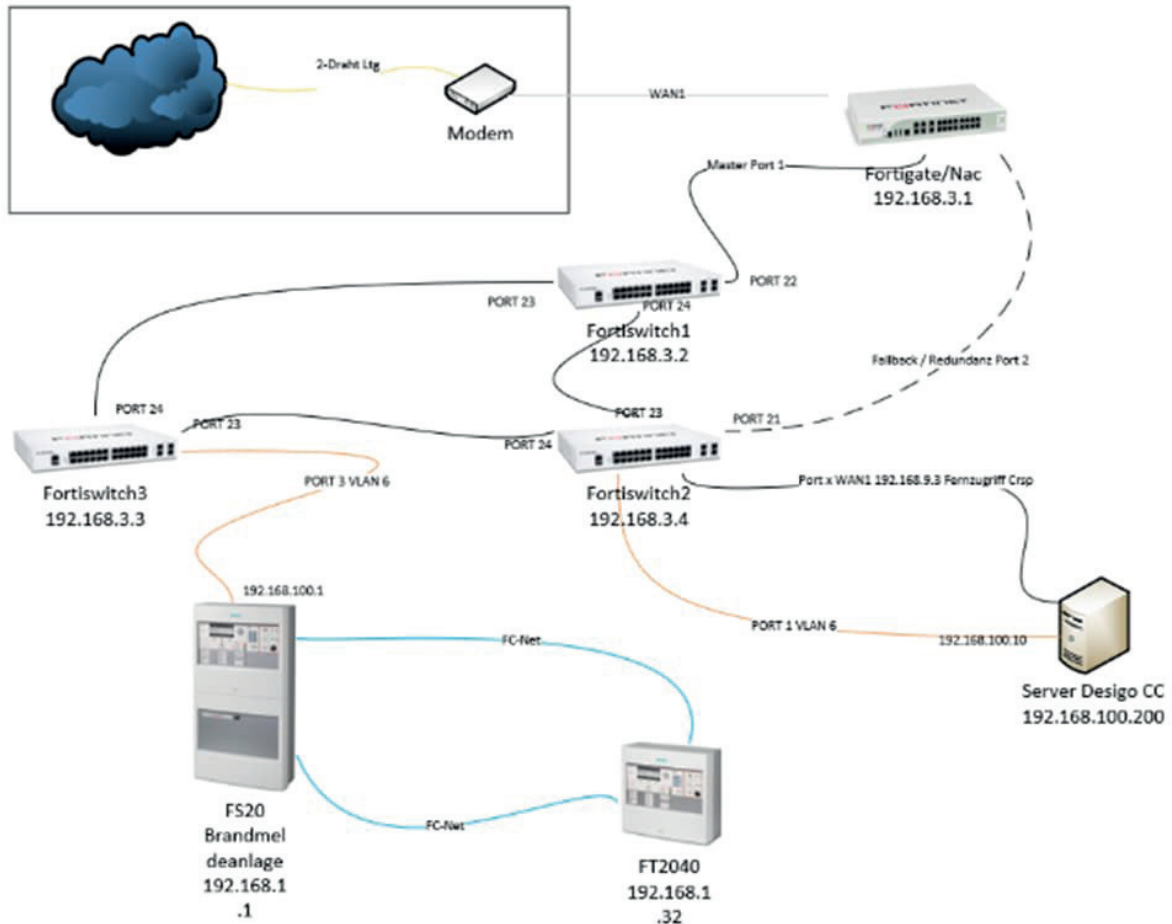 2-Draht Ltg
Modem
WAN1
FORTINET
Fortigate/Nac
192.168.3.1
Master Port 1
FORTINET
PORT 23
PORT 24
PORT 22
Fortiswitch1
192.168.3.2
Fallback / Redundanz Port 2
PORT 24
PORT 23
FORTINET
Fortiswitch3
192.168.3.3
PORT 23
PORT 21
PORT 24
FORTINET
Fortiswitch2
192.168.3.4
PORT 3 VLAN 6
Port x WAN1 192.168.9.3 Fernzugriff Crsp
192.168.100.1
PORT 1 VLAN 6
192.168.100.10
Server Desigo CC
192.168.100.200
FC-Net
FC-Net
FS20
Brandmel
deanlage
192.168.1
.1
FT2040
192.168.1
.32